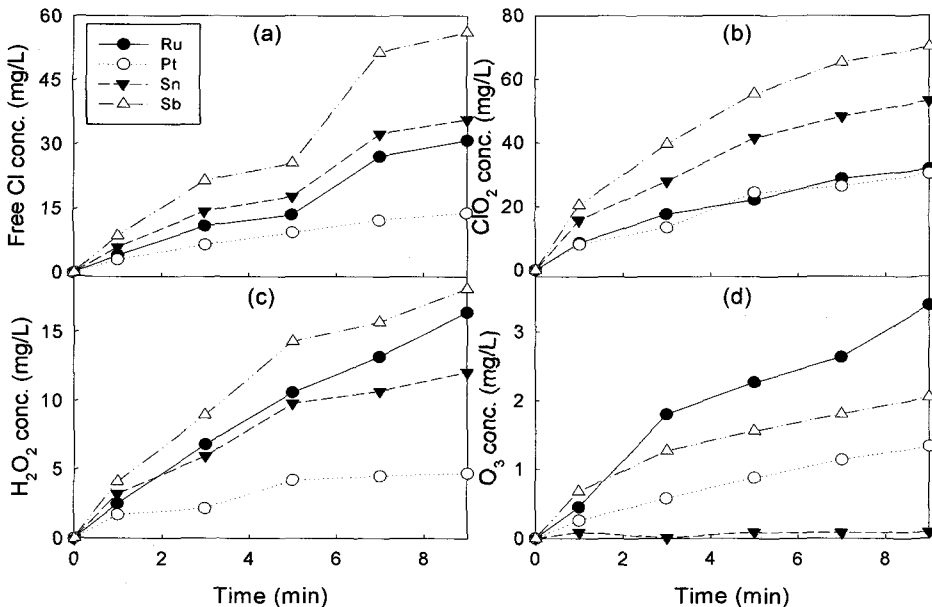 (a)
Ru
Pt
Sn
Sb
Free Cl conc. (mg/L)
60
45
30
15
0
(b)
ClO₂ conc. (mg/L)
80
60
40
20
0
(c)
H₂O₂ conc. (mg/L)
15
10
5
0
0 2 4 6 8
Time (min)
(d)
O₃ conc. (mg/L)
3
2
1
0
0 2 4 6 8
Time (min)